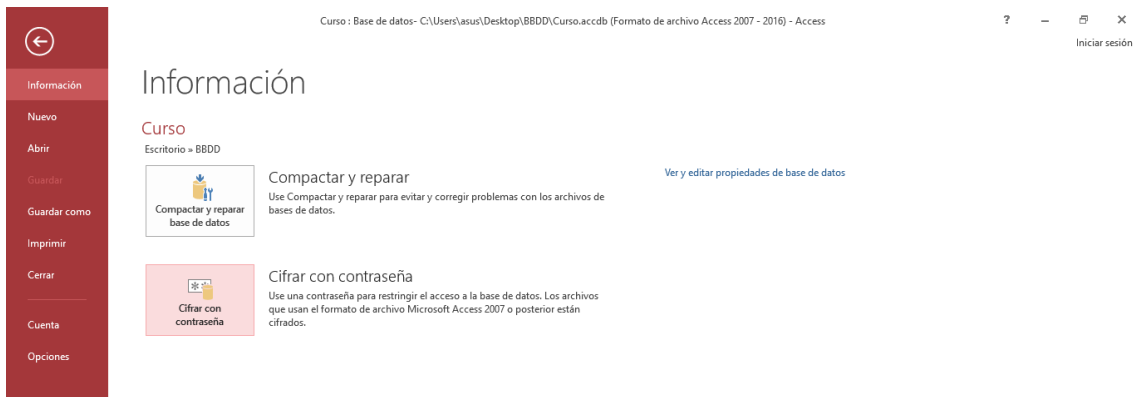 Curso : Base de datos- C:\Users\asus\Desktop\BBDD\Curso.accdb (Formato de archivo Access 2007 - 2016) - Access
?
Iniciar sesión
Información
Nuevo
Abrir
Guardar
Guardar como
Imprimir
Cerrar
Cuenta
Opciones
Información
Curso
Escritorio » BBDD
Compactar y reparar
base de datos
Compactar y reparar
Use Compactar y reparar para evitar y corregir problemas con los archivos de
bases de datos.
Ver y editar propiedades de base de datos
Cifrar con
contraseña
Cifrar con contraseña
Use una contraseña para restringir el acceso a la base de datos. Los archivos
que usan el formato de archivo Microsoft Access 2007 o posterior están
cifrados.